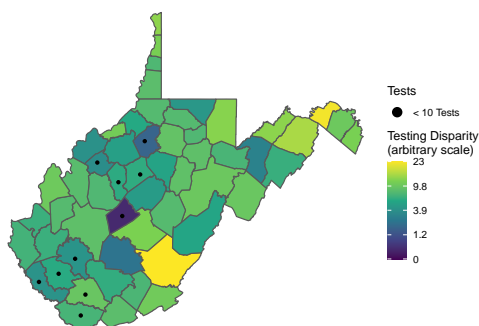 Tests
< 10 Tests
Testing Disparity
(arbitrary scale)
23
9.8
3.9
1.2
0